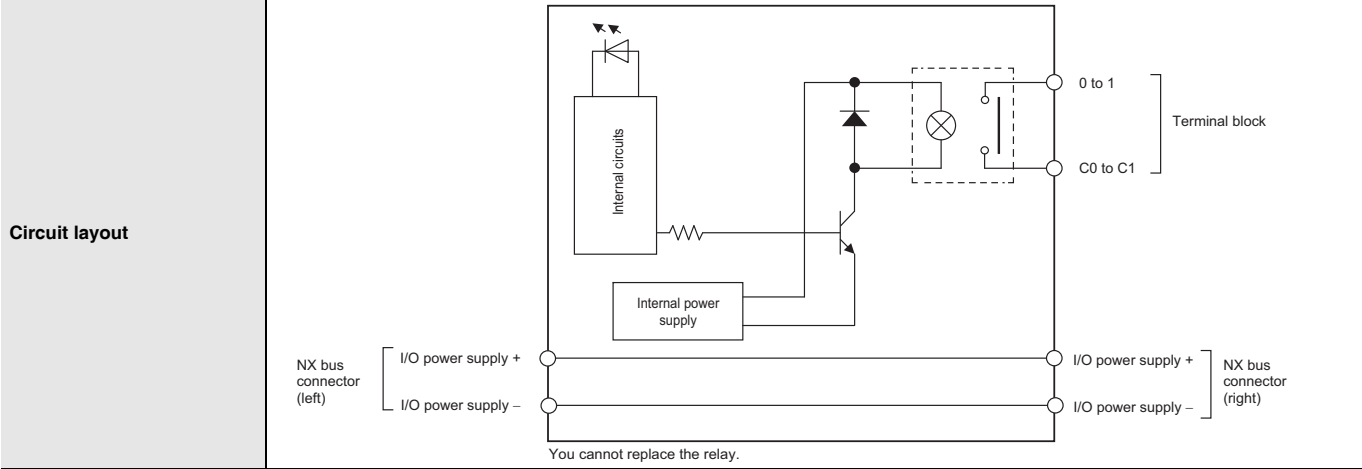 Circuit layout
Internal circuits
0 to 1
Terminal block
C0 to C1
Internal power
supply
NX bus
connector
(left)
I/O power supply +
I/O power supply –
I/O power supply +
I/O power supply –
NX bus
connector
(right)
You cannot replace the relay.